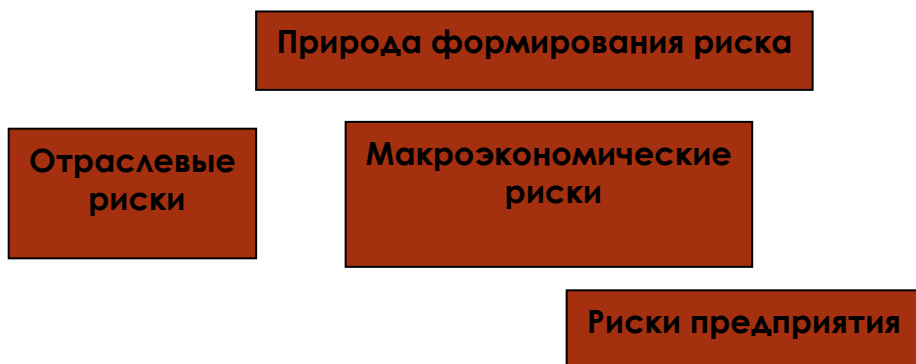 Природа формирования риска
Отраслевые
риски
Макроэкономические
риски
Риски предприятия